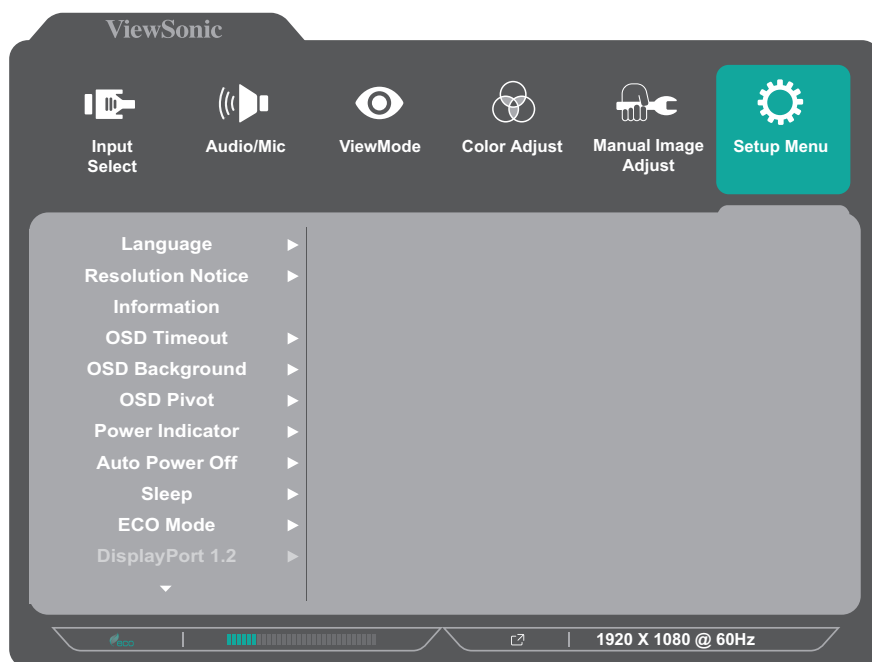 ViewSonic
Input
Select
Audio/Mic
ViewMode
Color Adjust
Manual Image
Adjust
Setup Menu
Language
Resolution Notice
Information
OSD Timeout
OSD Background
OSD Pivot
Power Indicator
Auto Power Off
Sleep
ECO Mode
DisplayPort 1.2
eco
1920 X 1080 @ 60Hz